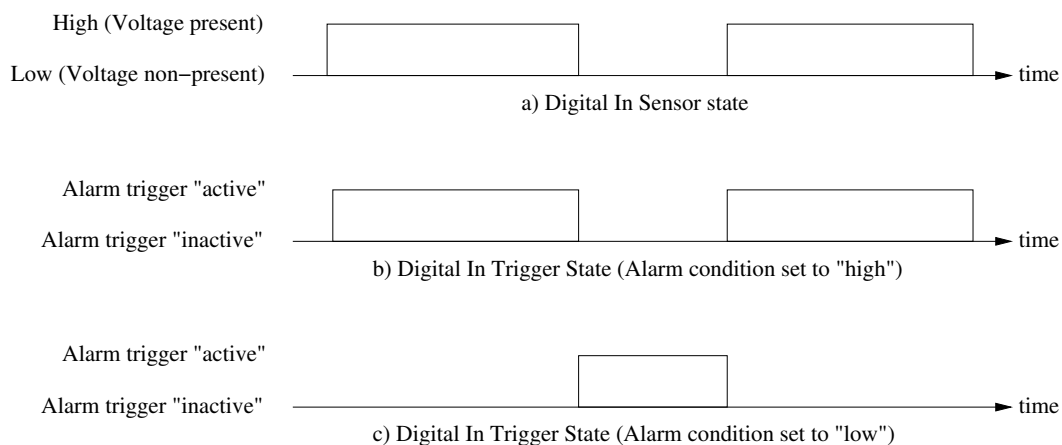 High (Voltage present)
Low (Voltage non−present)
time
a) Digital In Sensor state
Alarm trigger "active"
Alarm trigger "inactive"
time
b) Digital In Trigger State (Alarm condition set to "high")
Alarm trigger "active"
Alarm trigger "inactive"
time
c) Digital In Trigger State (Alarm condition set to "low")